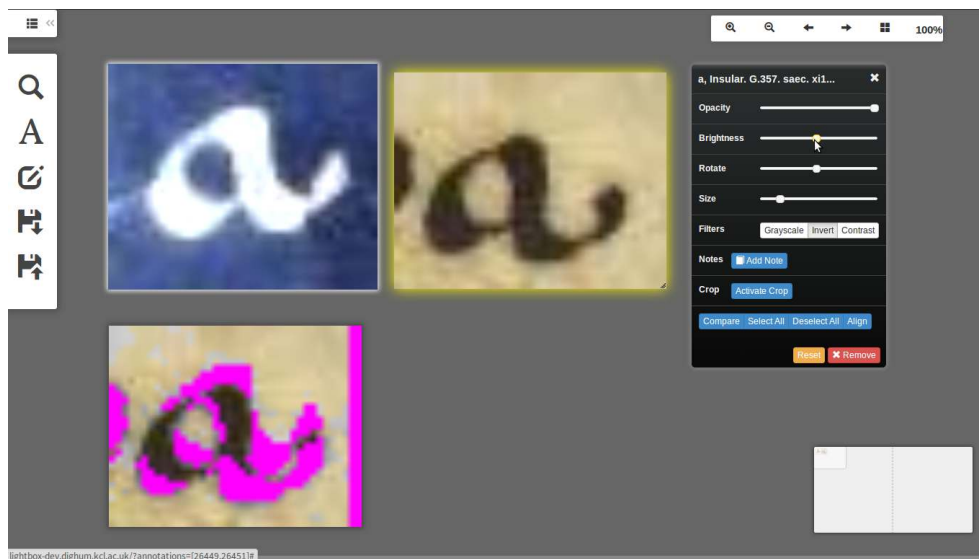 100%
a, Insular. G.357. saec. xi1...
Opacity
Brightness
Rotate
Size
Filters Grayscale Invert Contrast
Notes Add Note
Crop Activate Crop
Compare Select All Deselect All Align
Reset Remove
A
a
a
a
lightbox-dev.dighum.kcl.ac.uk/?annotations=[26449,26451]#